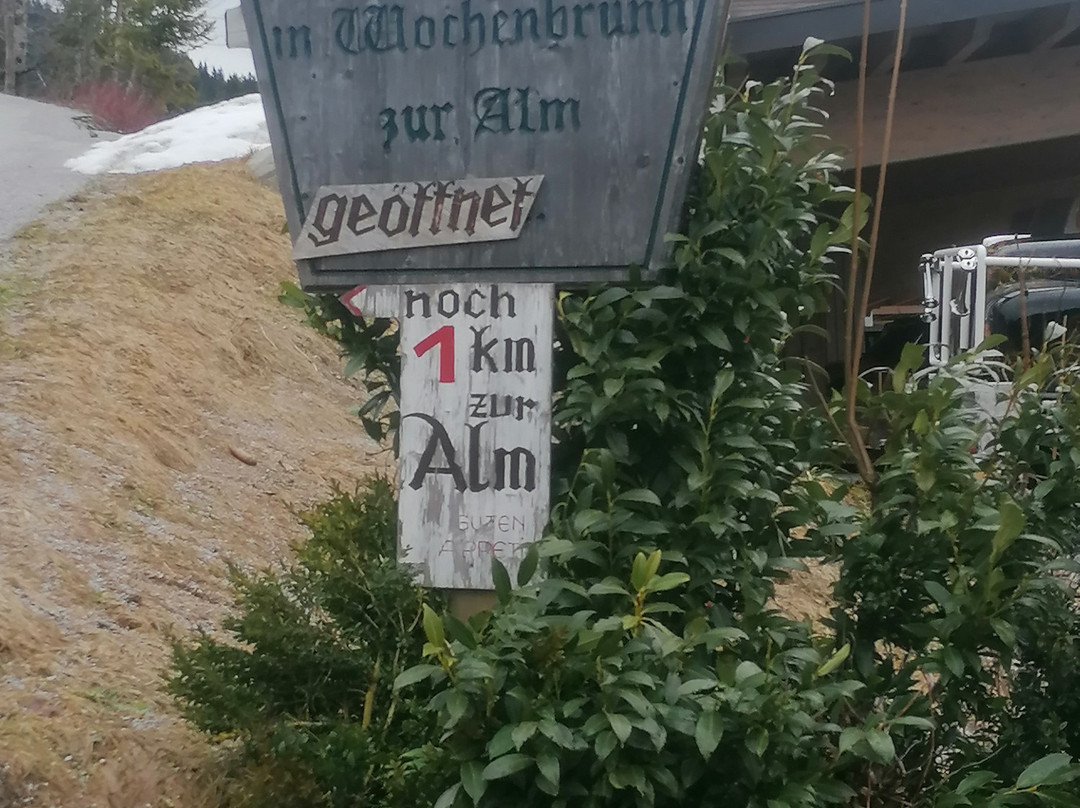 in Wochenbrunn
zur Alm
geöffnet
noch
1 km
zur
Alm
GUTEN
APPETIT